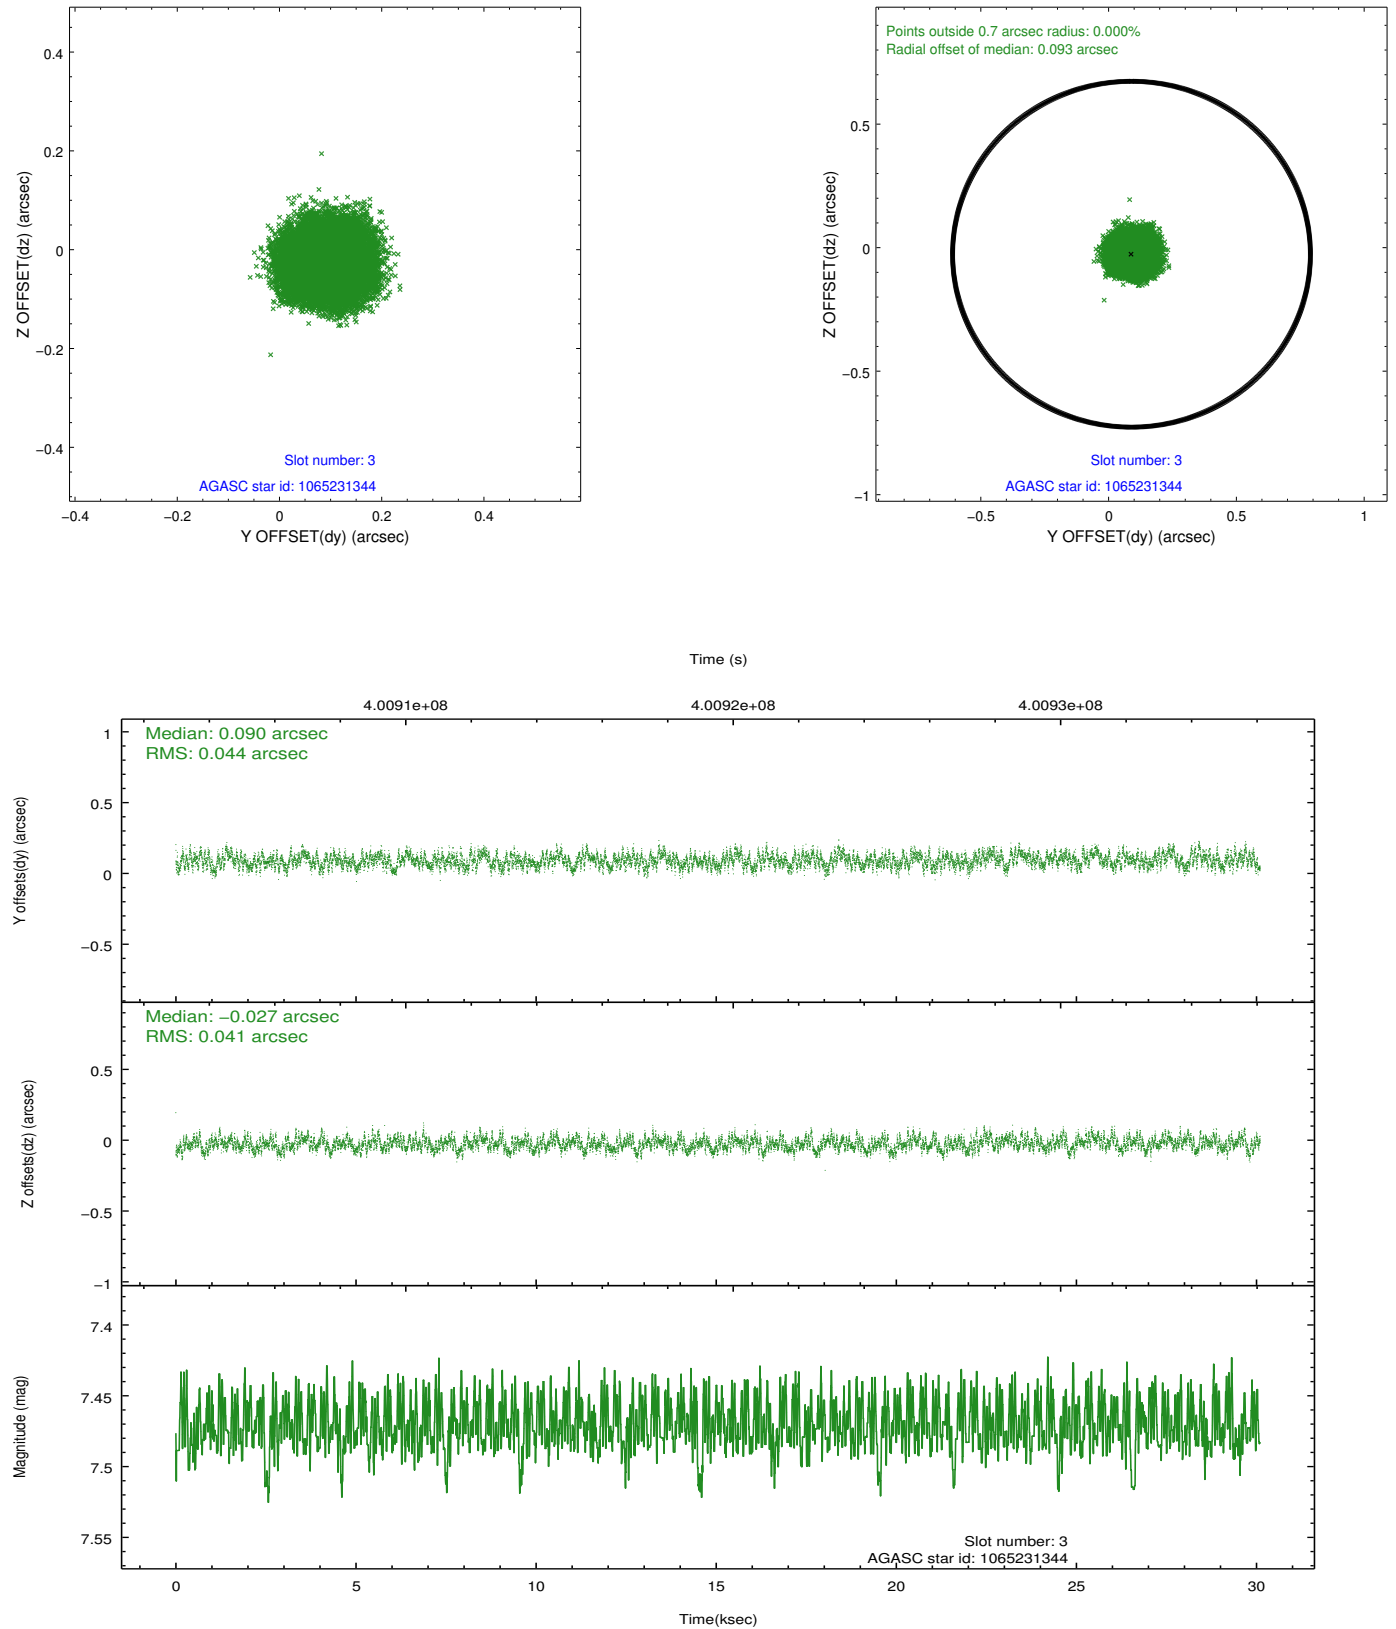 0.4
0.2
0
−0.2
−0.4
Z OFFSET(dz) (arcsec)
Slot number: 3
AGASC star id: 1065231344
−0.4
−0.2
0
0.2
0.4
Y OFFSET(dy) (arcsec)
Points outside 0.7 arcsec radius: 0.000%
Radial offset of median: 0.093 arcsec
0.5
0
−0.5
−1
Z OFFSET(dz) (arcsec)
Slot number: 3
AGASC star id: 1065231344
−0.5
0
0.5
1
Y OFFSET(dy) (arcsec)
Time (s)
4.0091e+08
4.0092e+08
4.0093e+08
Median: 0.090 arcsec
RMS: 0.044 arcsec
1
0.5
0
−0.5
Y offsets(dy) (arcsec)
Median: −0.027 arcsec
RMS: 0.041 arcsec
0.5
0
−0.5
−1
Z offsets(dz) (arcsec)
7.4
7.45
7.5
7.55
Magnitude (mag)
Slot number: 3
AGASC star id: 1065231344
0
5
10
15
20
25
30
Time(ksec)